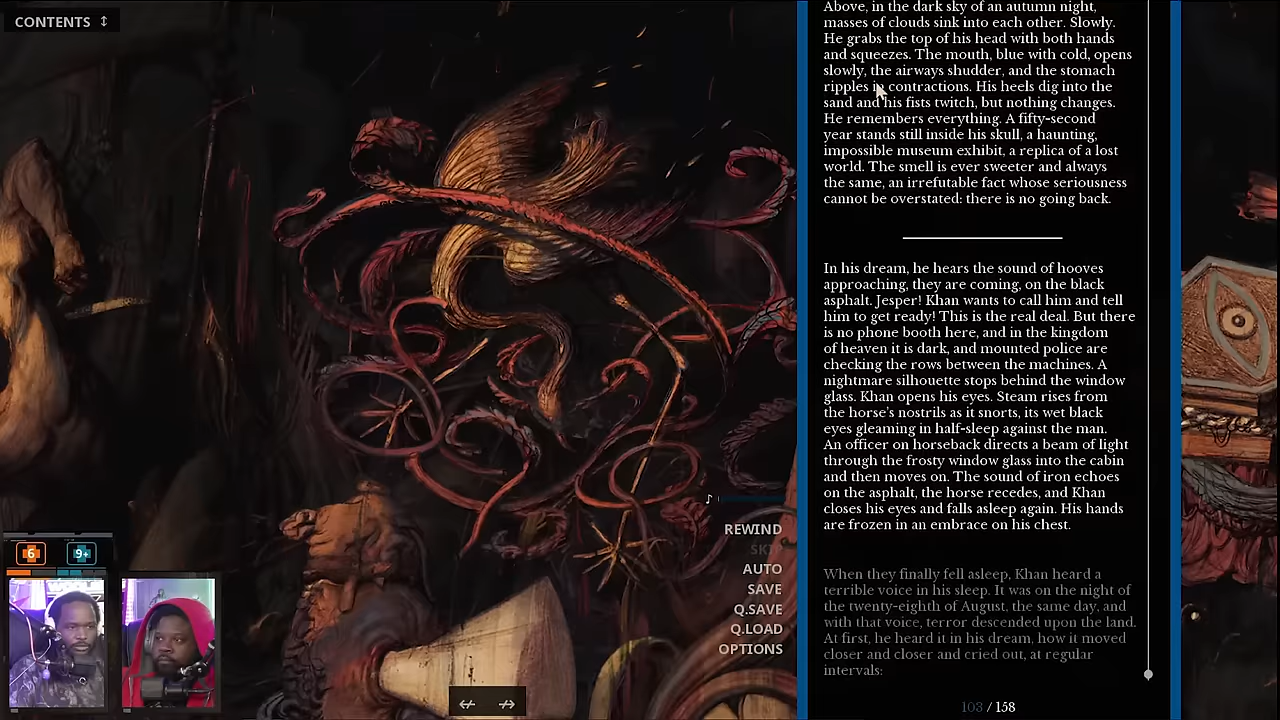 CONTENTS
Above, in the dark sky of an autumn night,
masses of clouds sink into each other. Slowly.
He grabs the top of his head with both hands
and squeezes. The mouth, blue with cold, opens
slowly, the airways shudder, and the stomach
ripples in contractions. His heels dig into the
sand and his fists twitch, but nothing changes.
He remembers everything. A fifty-second
year stands still inside his skull, a haunting,
impossible museum exhibit, a replica of a lost
world. The smell is ever sweeter and always
the same, an irrefutable fact whose seriousness
cannot be overstated: there is no going back.
In his dream, he hears the sound of hooves
approaching, they are coming, on the black
asphalt. Jesper! Khan wants to call him and tell
him to get ready! This is the real deal. But there
is no phone booth here, and in the kingdom
of heaven it is dark, and mounted police are
checking the rows between the machines. A
nightmare silhouette stops behind the window
glass. Khan opens his eyes. Steam rises from
the horse's nostrils as it snorts, its wet black
eyes gleaming in half-sleep against the man.
An officer on horseback directs a beam of light
through the frosty window glass into the cabin
and then moves on. The sound of iron echoes
on the asphalt, the horse recedes, and Khan
closes his eyes and falls asleep again. His hands
are frozen in an embrace on his chest.
When they finally fell asleep, Khan heard a
terrible voice in his sleep. It was on the night of
the twenty-eighth of August, the same day, and
with that voice, terror descended upon the land.
At first, he heard it in his dream, how it moved
closer and closer and cried out, at regular
intervals:
103 / 158
REWIND
SKIP
AUTO
SAVE
Q.SAVE
Q.LOAD
OPTIONS
6
9+